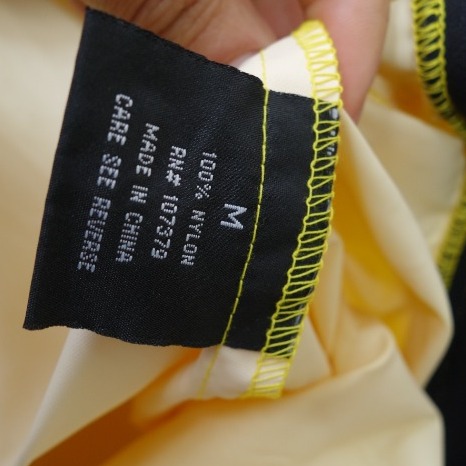 M
100% NYLON
RN# 107379
MADE IN CHINA
CARE SEE REVERSE